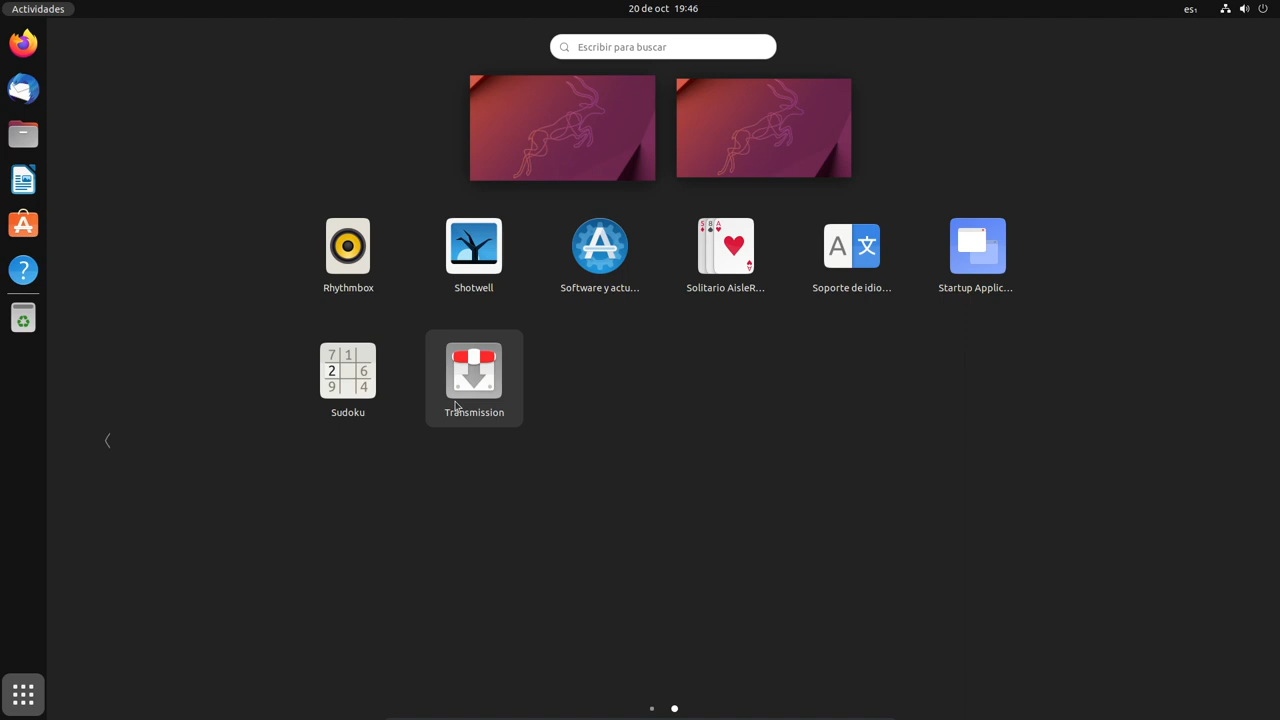 Actividades
20 de oct 19:46
es₁
Escribir para buscar
Rhythmbox
Shotwell
Software y actu...
Solitario AisleR...
Soporte de idio...
Startup Applic...
Sudoku
Transmission